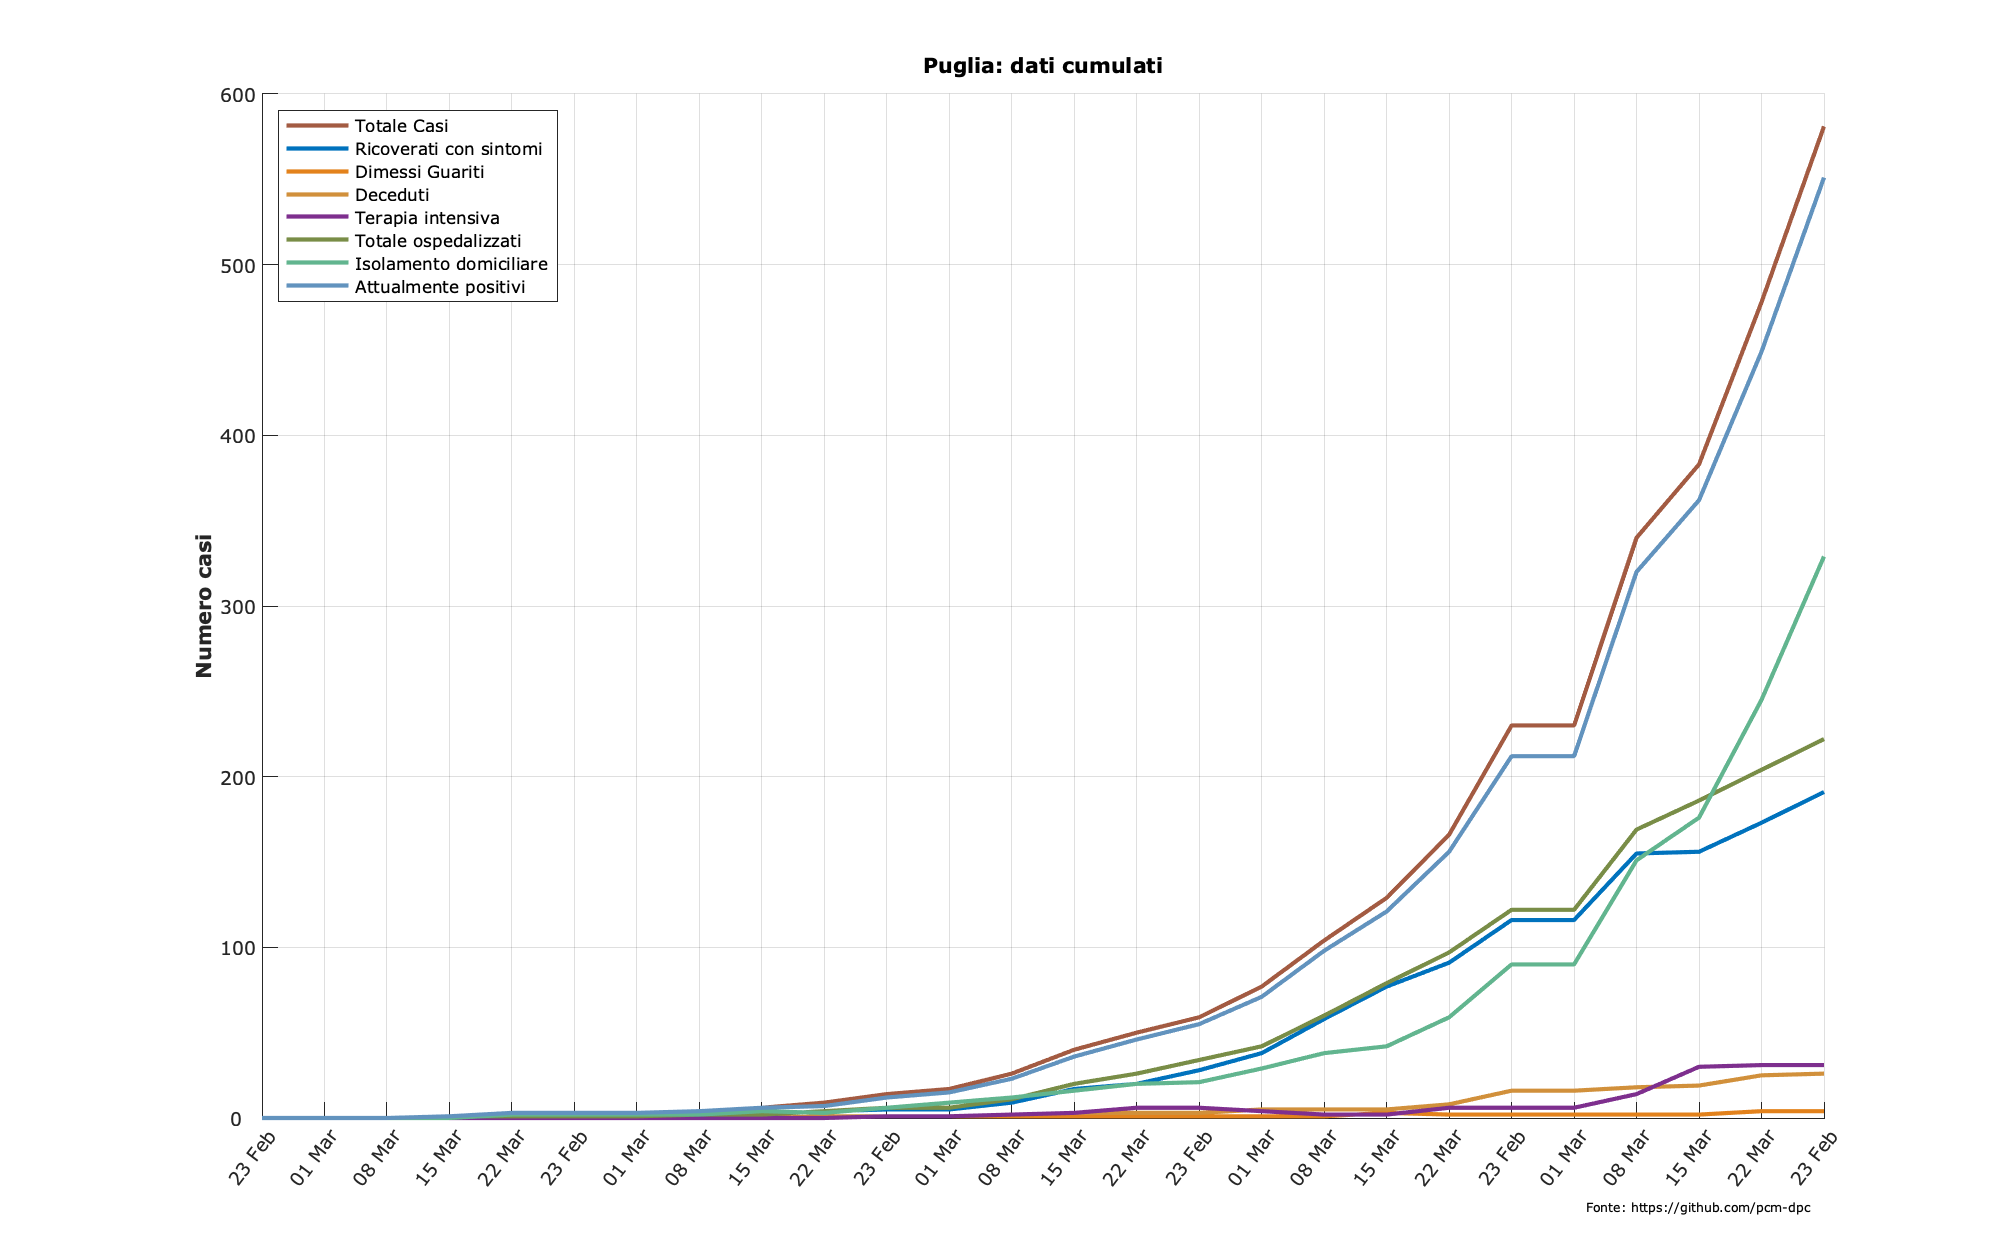 Puglia: dati cumulati
600
500
400
300
200
100
0
Numero casi
Totale Casi
Ricoverati con sintomi
Dimessi Guariti
Deceduti
Terapia intensiva
Totale ospedalizzati
Isolamento domiciliare
Attualmente positivi
23 Feb
01 Mar
08 Mar
15 Mar
22 Mar
23 Feb
01 Mar
08 Mar
15 Mar
22 Mar
23 Feb
01 Mar
08 Mar
15 Mar
22 Mar
23 Feb
01 Mar
08 Mar
15 Mar
22 Mar
23 Feb
01 Mar
08 Mar
15 Mar
22 Mar
23 Feb
Fonte: https://github.com/pcm-dpc